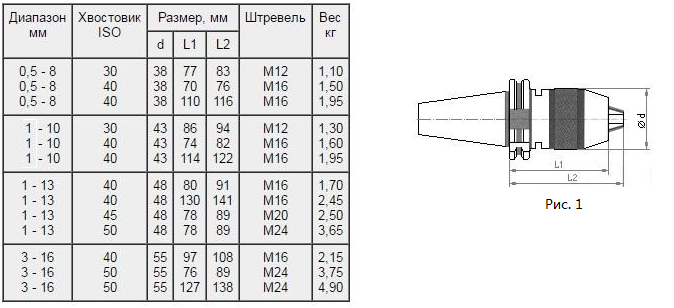 Диапазон Хвостовик Размер, мм Штревель Вес
мм ISO d L1 L2 кг
0,5 - 8 30 38 77 83 M12 1,10
0,5 - 8 40 38 70 76 M16 1,50
0,5 - 8 40 38 110 116 M16 1,95
1 - 10 30 43 86 94 M12 1,30
1 - 10 40 43 74 82 M16 1,60
1 - 10 40 43 114 122 M16 1,95
1 - 13 40 48 80 91 M16 1,70
1 - 13 40 48 130 141 M16 2,45
1 - 13 45 48 78 89 M20 2,50
1 - 13 50 48 78 89 M24 3,65
3 - 16 40 55 97 108 M16 2,15
3 - 16 50 55 76 89 M24 3,75
3 - 16 50 55 127 138 M24 4,90
Ø d
L1
L2
Рис. 1